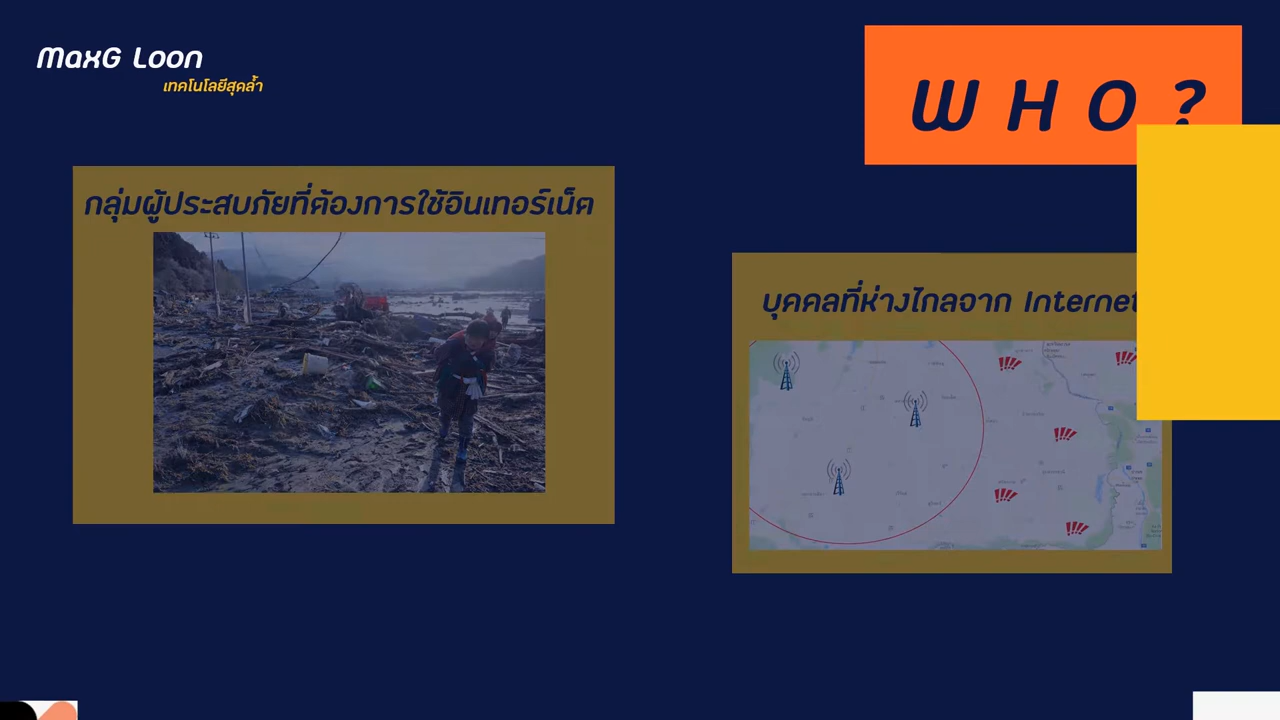 MaxG Loon
เทคโนโลยีสุดล้ำ
W H O ?
กลุ่มผู้ประสบภัยที่ต้องการใช้อินเทอร์เน็ต
บุคคลที่ห่างไกลจาก Internet